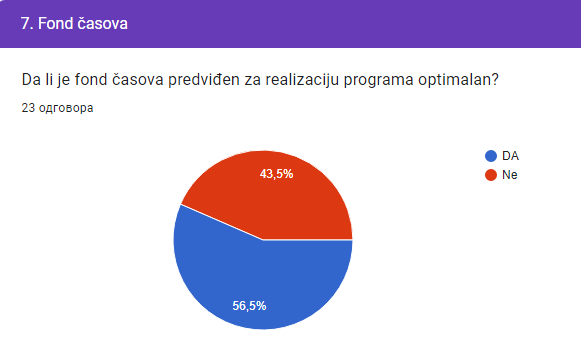 7. Fond časova
Da li je fond časova predviđen za realizaciju programa optimalan?
23 одговора
DA
Ne
43,5%
56,5%